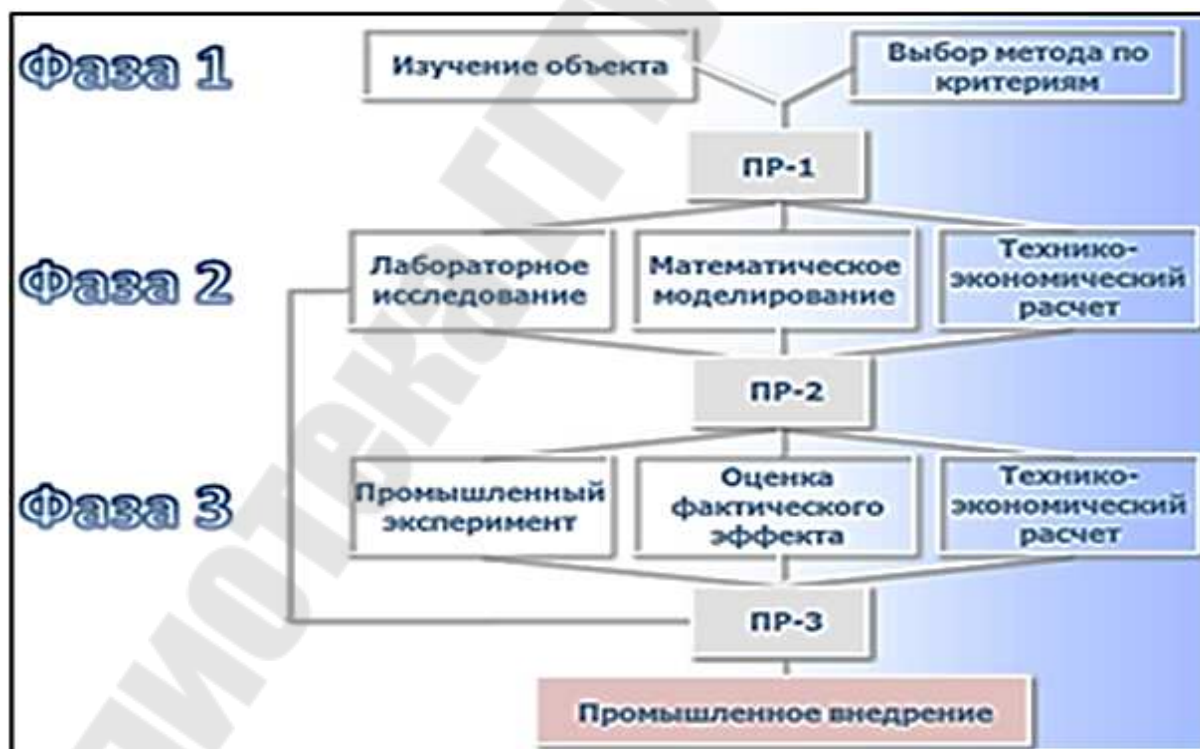 Фаза 1
Изучение объекта
Выбор метода по
критериям
ПР-1
Фаза 2
Лабораторное
исследование
Математическое
моделирование
Технико-
экономический
расчет
ПР-2
Фаза 3
Промышленный
эксперимент
Оценка
фактического
эффекта
Технико-
экономический
расчет
ПР-3
Промышленное внедрение